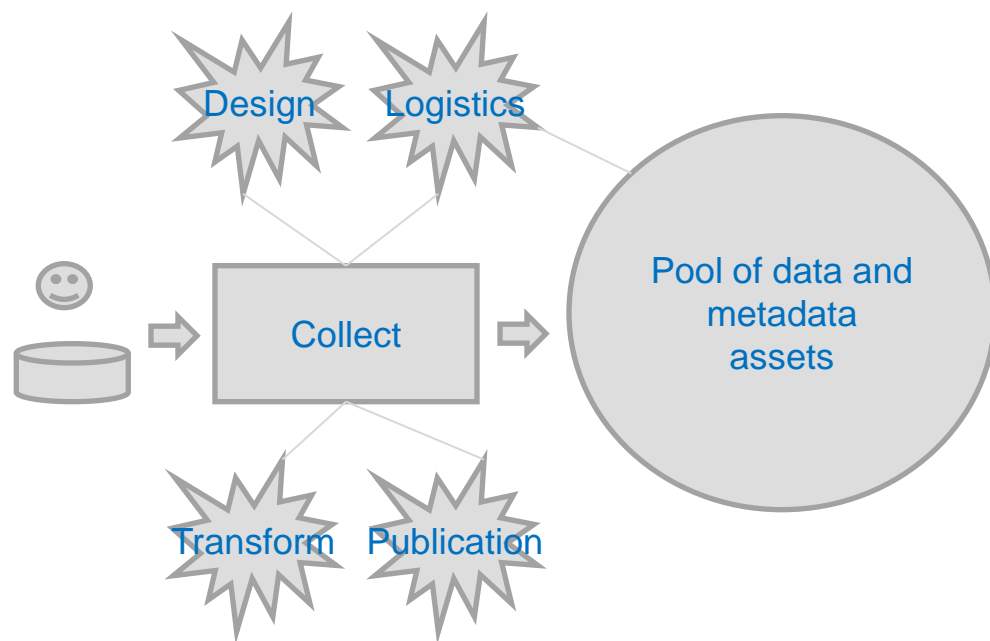 Design
Logistics
Pool of data and
metadata
assets
Collect
Transform
Publication